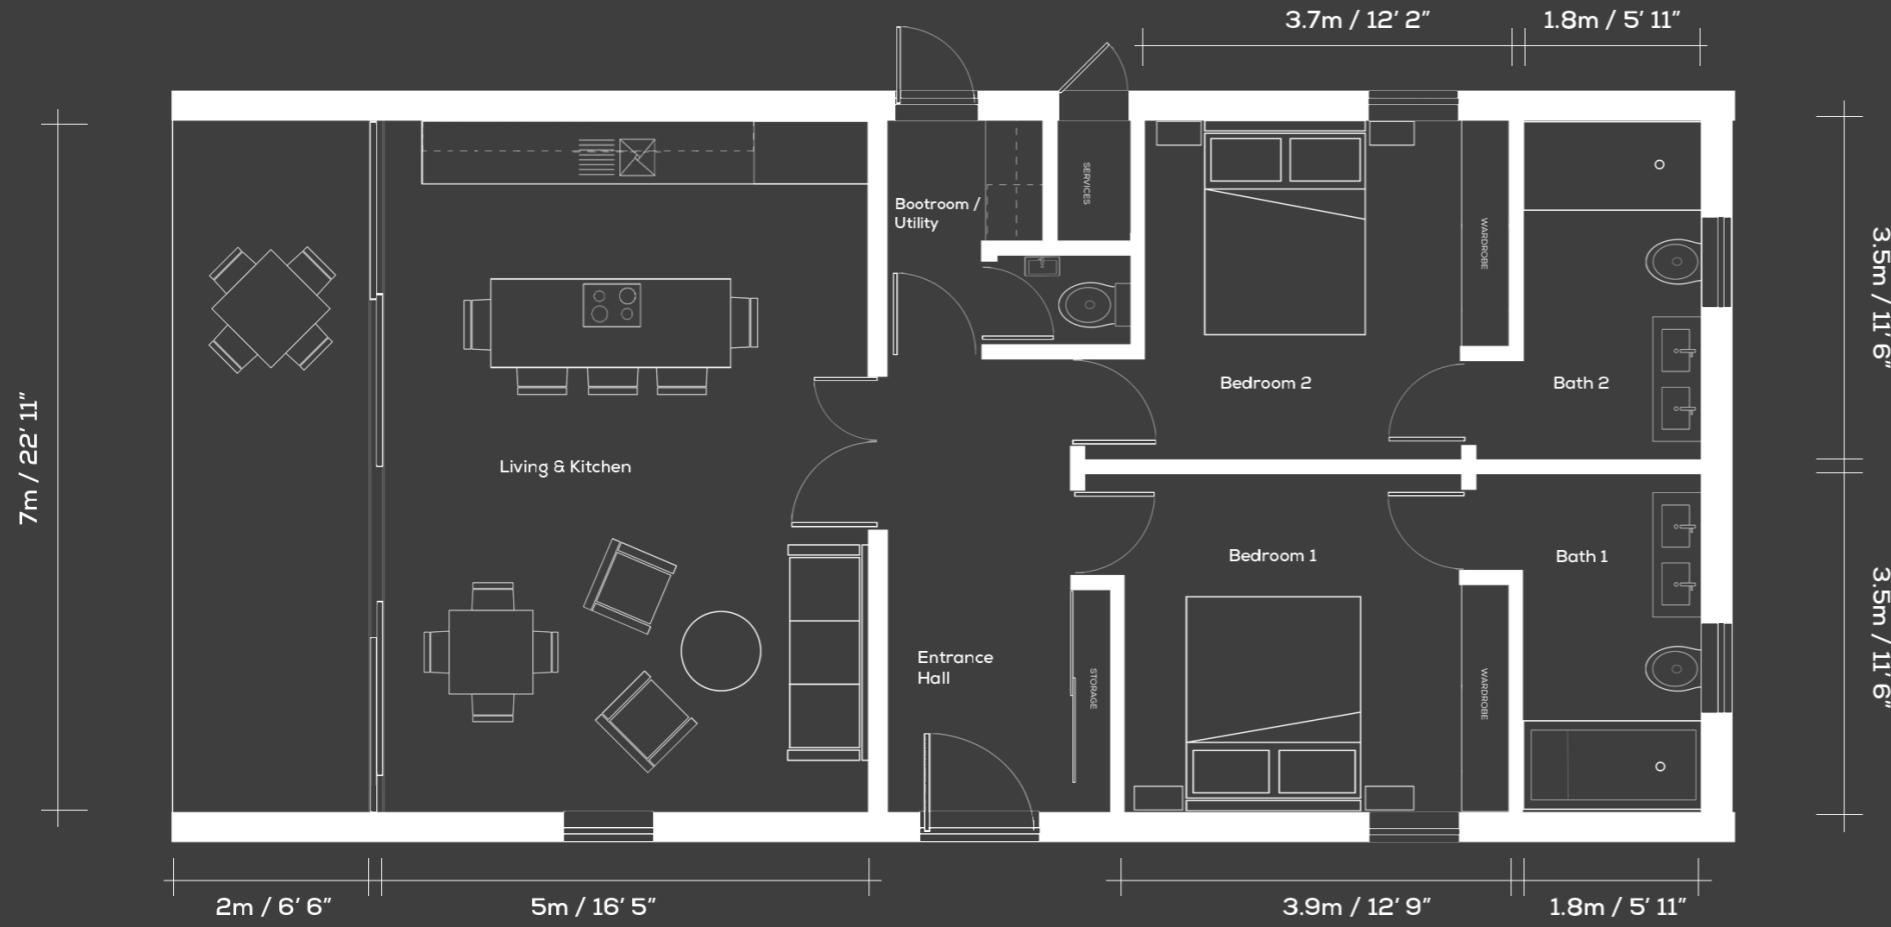 3.7m / 12' 2"
1.8m / 5' 11"
7m / 22' 11"
3.5m / 11' 6"
3.5m / 11' 6"
Bootroom /
Utility
SERVICES
WARDROBE
Bedroom 2
Bath 2
Living & Kitchen
Bedroom 1
Bath 1
Entrance
Hall
STORAGE
WARDROBE
2m / 6' 6"
5m / 16' 5"
3.9m / 12' 9"
1.8m / 5' 11"